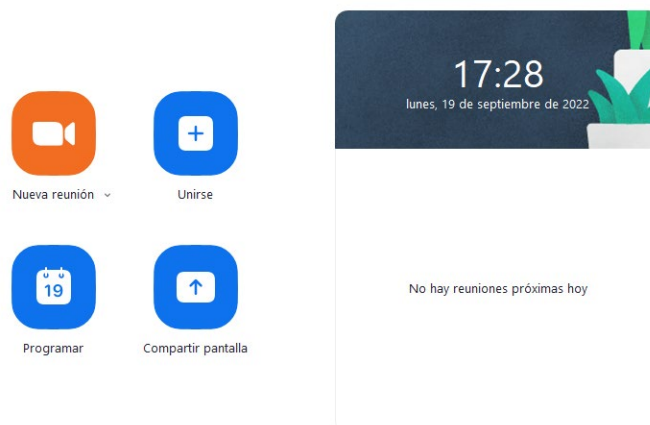 17:28
lunes, 19 de septiembre de 2022
Nueva reunión
Unirse
19
Programar
Compartir pantalla
No hay reuniones próximas hoy